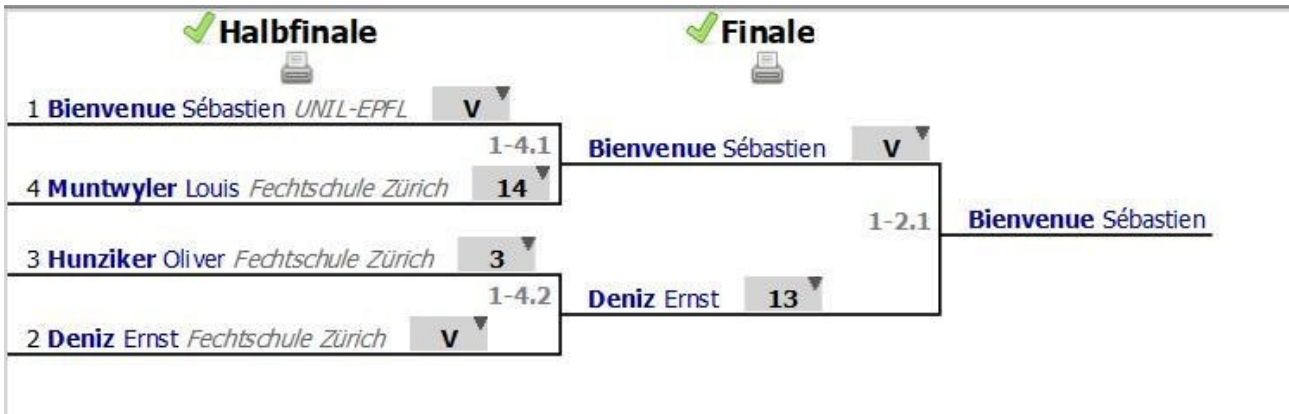 Halbfinale
Finale
1 Bienvenue Sébastien UNIL-EPFL V
1-4.1
Bienvenue Sébastien V
4 Muntwyler Louis Fechtschule Zürich 14
1-2.1
Bienvenue Sébastien
3 Hunziker Oliver Fechtschule Zürich 3
1-4.2
Deniz Ernst 13
2 Deniz Ernst Fechtschule Zürich V